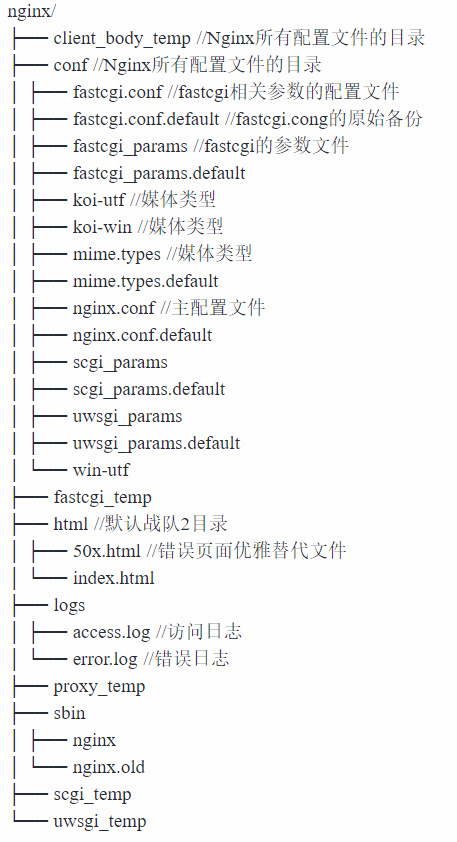 nginx/
├── client_body_temp //Nginx所有配置文件的目录
├── conf //Nginx所有配置文件的目录
│ ├── fastcgi.conf //fastcgi相关参数的配置文件
│ ├── fastcgi.conf.default //fastcgi.cong的原始备份
│ ├── fastcgi_params //fastcgi的参数文件
│ ├── fastcgi_params.default
│ ├── koi-utf //媒体类型
│ ├── koi-win //媒体类型
│ ├── mime.types //媒体类型
│ ├── mime.types.default
│ ├── nginx.conf //主配置文件
│ ├── nginx.conf.default
│ ├── scgi_params
│ ├── scgi_params.default
│ ├── uwsgi_params
│ ├── uwsgi_params.default
│ └── win-utf
├── fastcgi_temp
├── html //默认战队2目录
│ ├── 50x.html //错误页面优雅替代文件
│ └── index.html
├── logs
│ ├── access.log //访问日志
│ └── error.log //错误日志
├── proxy_temp
├── sbin
│ ├── nginx
│ └── nginx.old
├── scgi_temp
└── uwsgi_temp